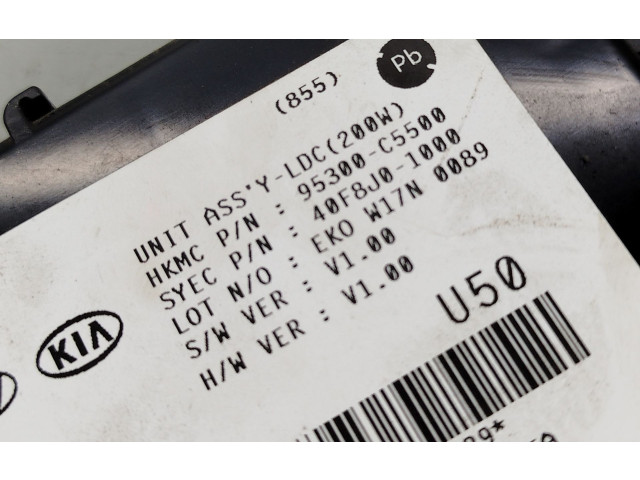 Pb
(855)
UNIT ASS'Y-LDC(200W)
HKMC P/N : 95300-C5500
SYEC P/N : 40F8J0-1000
LOT N/O : EKO W17N 0089
S/W VER : V1.00
H/W VER : V1.00
KIA
U50